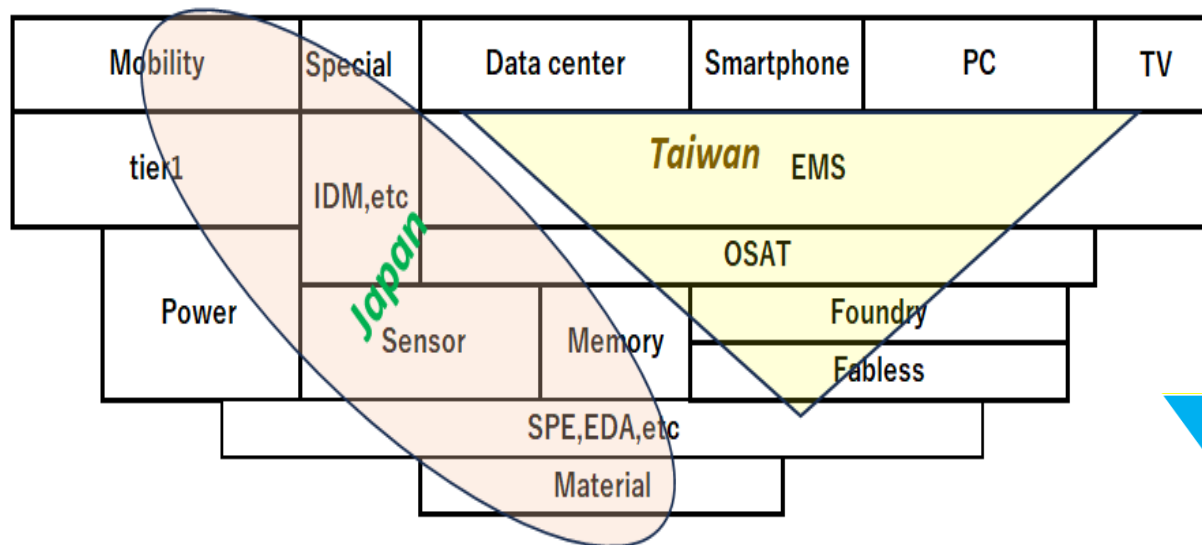 Mobility Special Data center Smartphone PC TV
tier1 IDM,etc Taiwan EMS
Japan
OSAT
Power Sensor Memory Foundry
Fabless
SPE,EDA,etc
Material